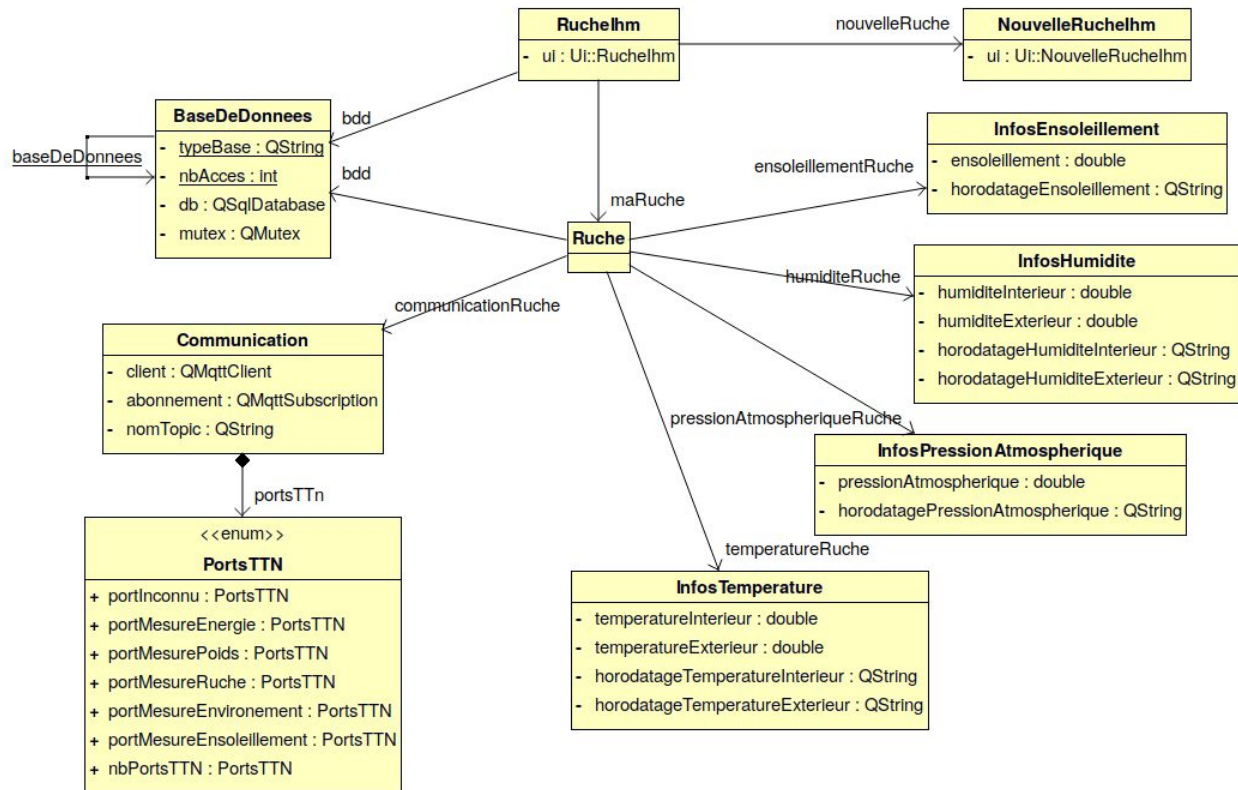 RucheIhm
- ui : Ui::RucheIhm
nouvelleRuche
NouvelleRucheIhm
- ui : Ui::NouvelleRucheIhm
BaseDeDonnees
- typeBase : QString
- nbAcces : int
- db : QSqlDatabase
- mutex : QMutex
baseDeDonnees
bdd
bdd
maRuche
Ruche
ensoleillementRuche
InfosEnsoleillement
- ensoleillement : double
- horodatageEnsoleillement : QString
humiditeRuche
InfosHumidite
- humiditeInterieur : double
- humiditeExterieur : double
- horodatageHumiditeInterieur : QString
- horodatageHumiditeExterieur : QString
communicationRuche
Communication
- client : QMqttClient
- abonnement : QMqttSubscription
- nomTopic : QString
pressionAtmospheriqueRuche
InfosPressionAtmospherique
- pressionAtmospherique : double
- horodatagePressionAtmospherique : QString
portsTTn
<<enum>>
PortsTTN
+ portInconnu : PortsTTN
+ portMesureEnergie : PortsTTN
+ portMesurePoids : PortsTTN
+ portMesureRuche : PortsTTN
+ portMesureEnvironement : PortsTTN
+ portMesureEnsoleillement : PortsTTN
+ nbPortsTTN : PortsTTN
temperatureRuche
InfosTemperature
- temperatureInterieur : double
- temperatureExterieur : double
- horodatageTemperatureInterieur : QString
- horodatageTemperatureExterieur : QString